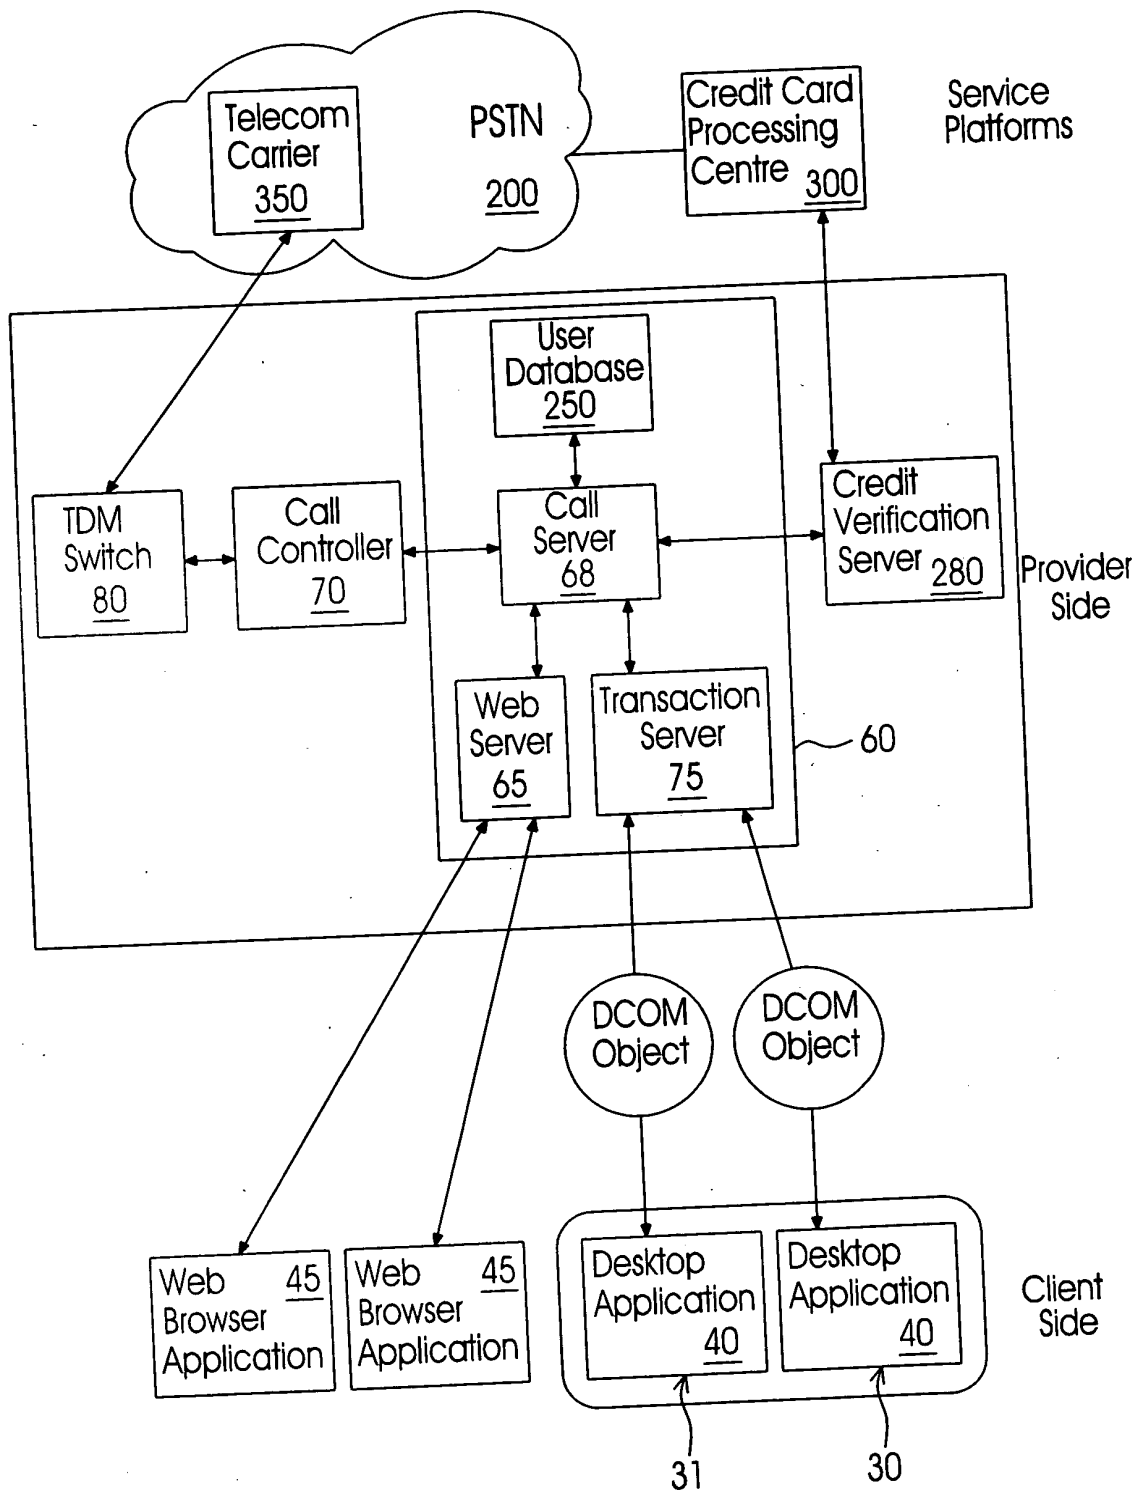 Telecom
Carrier
350
PSTN
200
Credit Card
Processing
Centre
300
Service
Platforms
User
Database
250
TDM
Switch
80
Call
Controller
70
Call
Server
68
Credit
Verification
Server
280
Provider
Side
Web
Server
65
Transaction
Server
75
60
DCOM
Object
DCOM
Object
Web 45
Browser
Application
Web 45
Browser
Application
Desktop
Application
40
Desktop
Application
40
Client
Side
31
30